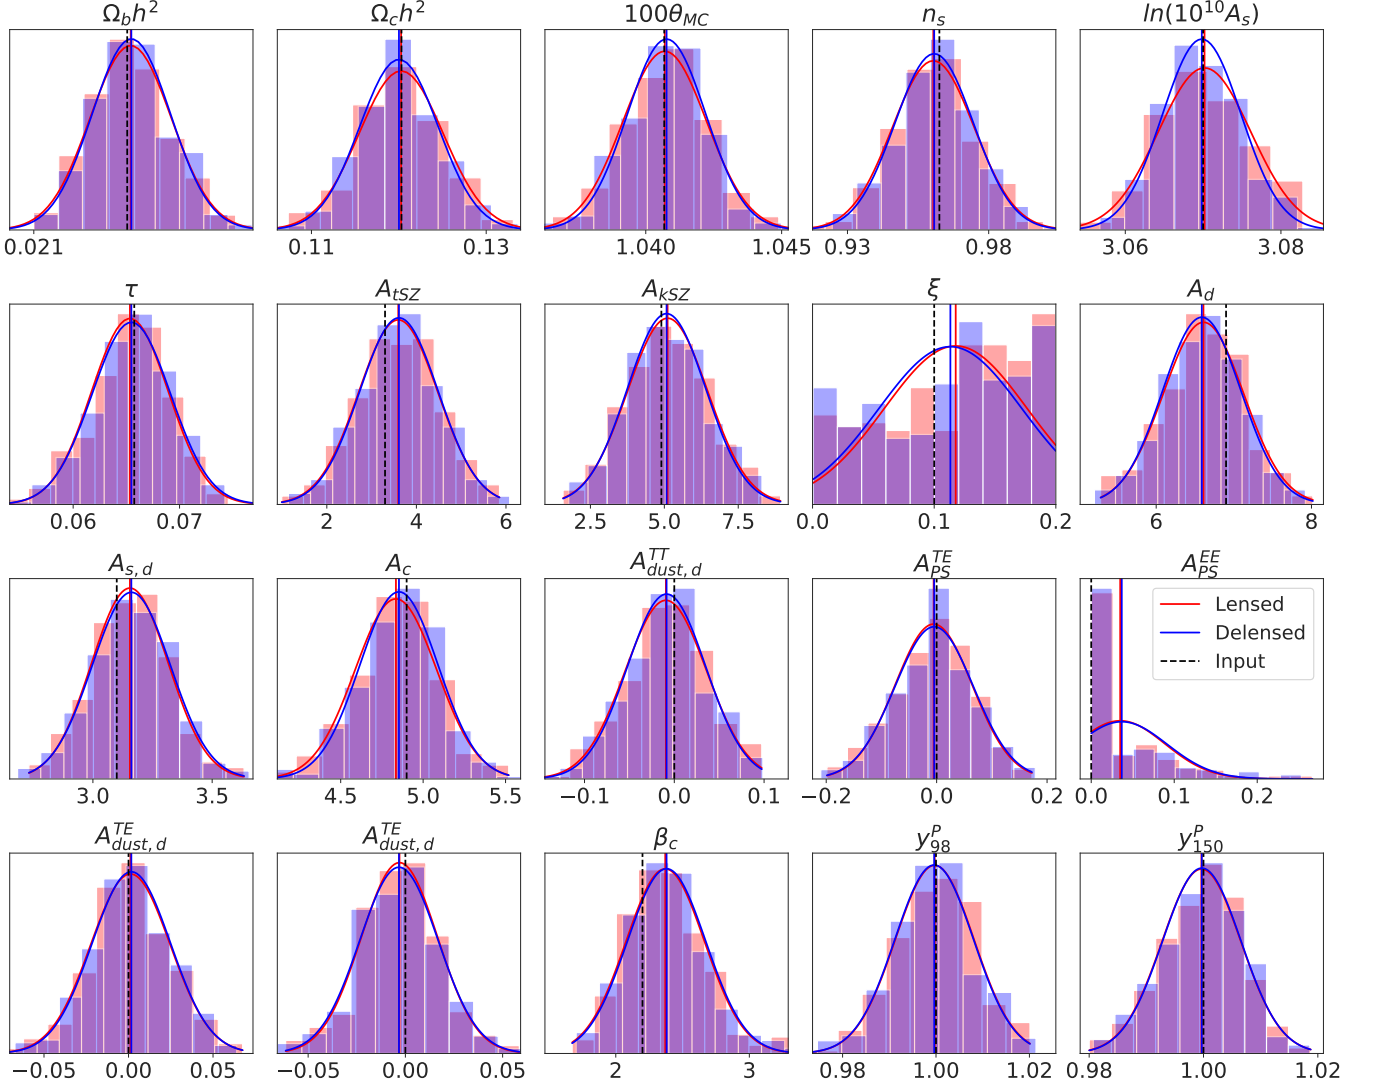 Ω_b h² Ω_c h² 100θ_MC n_s ln(10¹⁰A_s)
0.021 0.11 0.13 1.040 1.045 0.93 0.98 3.06 3.08
τ A_tSZ A_kSZ ξ A_d
0.06 0.07 2 4 6 2.5 5.0 7.5 0.0 0.1 0.2 6 8
A_s,d A_c A^TT_dust,d A^TE_PS A^EE_PS
Lensed
Delensed
Input
3.0 3.5 4.5 5.0 5.5 −0.1 0.0 0.1 −0.2 0.0 0.2 0.0 0.1 0.2
A^TE_dust,d A^TE_dust,d β_c y^P_98 y^P_150
−0.05 0.00 0.05 −0.05 0.00 0.05 2 3 0.98 1.00 1.02 0.98 1.00 1.02